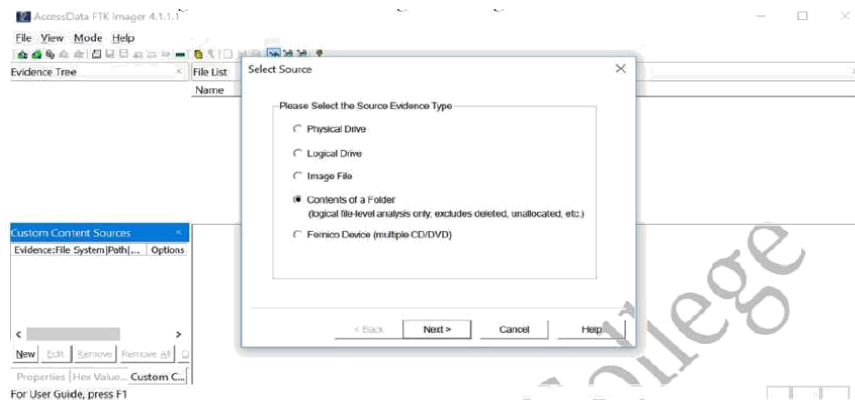 AccessData FTK Imager 4.1.1.1
File View Mode Help
Evidence Tree
File List
Name
Select Source
Please Select the Source Evidence Type
Physical Drive
Logical Drive
Image File
Contents of a Folder
(logical file-level analysis only; excludes deleted, unallocated, etc.)
Fernico Device (multiple CD/DVD)
< Back Next > Cancel Help
Custom Content Sources
Evidence:File System|Path|... Options
New Edit Remove Remove All
Properties Hex Value... Custom C...
For User Guide, press F1
College